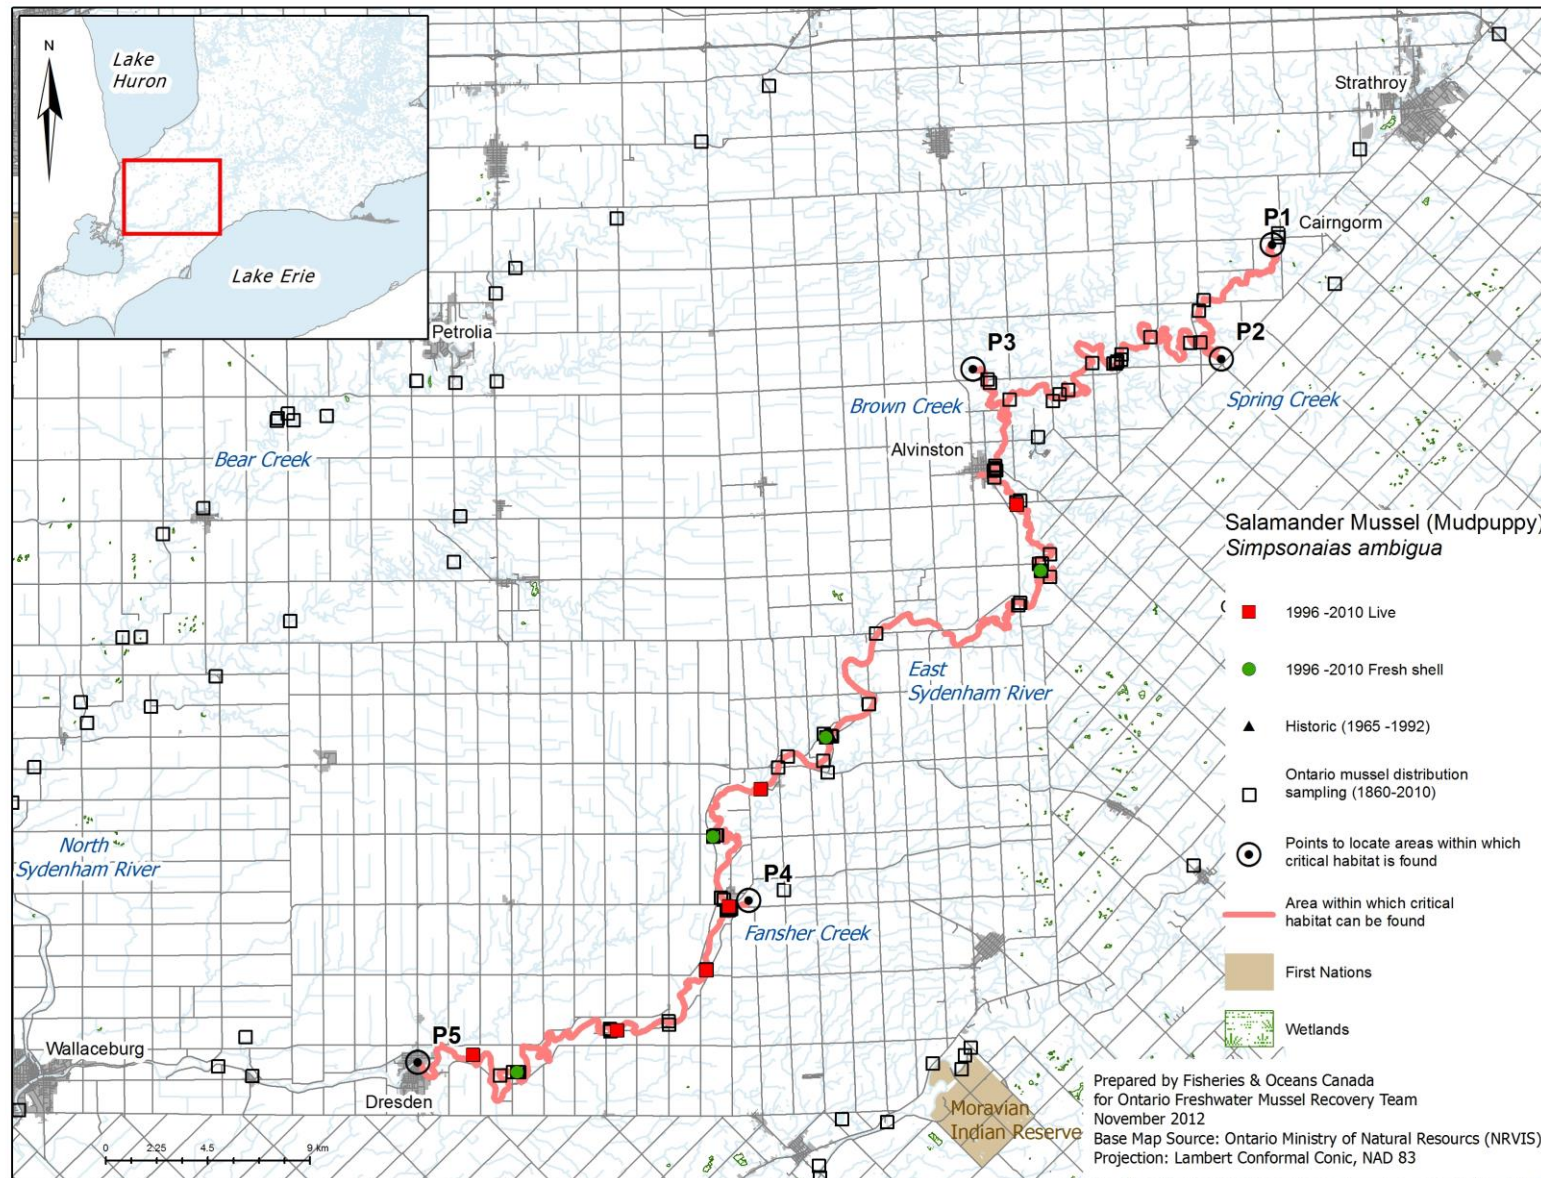 N
Lake
Huron
Lake Erie
Strathroy
P1
Cairngorm
Petrolia
P3
P2
Brown Creek
Spring Creek
Bear Creek
Alvinston
Salamander Mussel (Mudpuppy)
Simpsonaias ambigua
1996 -2010 Live
East
Sydenham River
1996 -2010 Fresh shell
Historic (1965 -1992)
Ontario mussel distribution
sampling (1860-2010)
North
Sydenham River
Points to locate areas within which
critical habitat is found
P4
Fansher Creek
Area within which critical
habitat can be found
First Nations
Wetlands
P5
Wallaceburg
Dresden
Moravian
Indian Reserve
0 2.25 4.5 9 km
Prepared by Fisheries & Oceans Canada
for Ontario Freshwater Mussel Recovery Team
November 2012
Base Map Source: Ontario Ministry of Natural Resourcs (NRVIS)
Projection: Lambert Conformal Conic, NAD 83